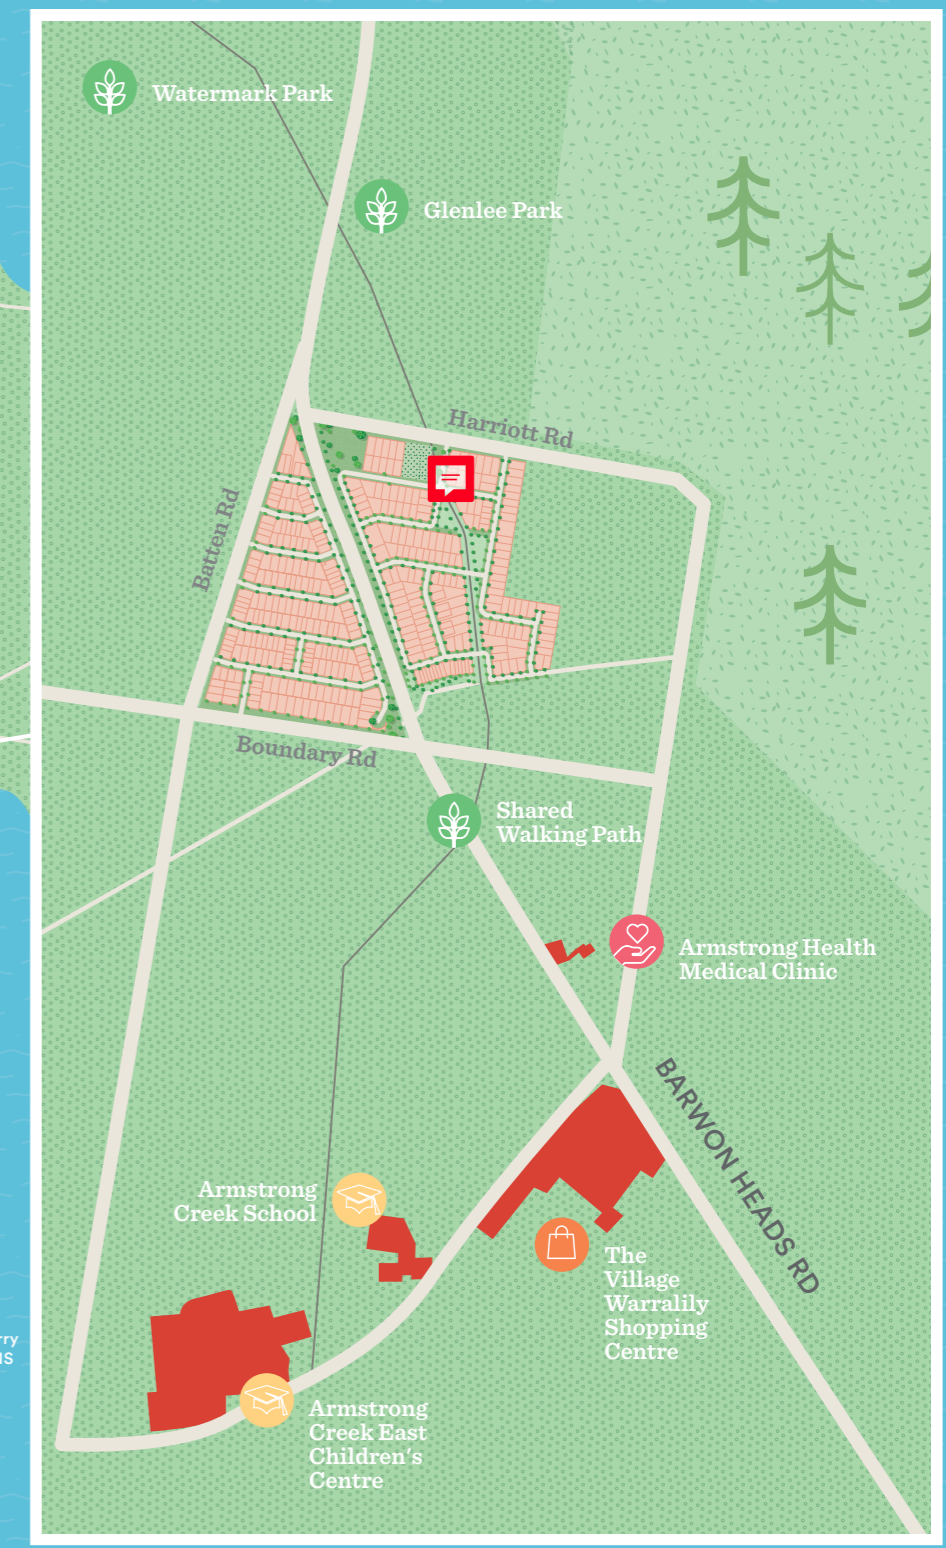 Watermark Park
Glenlee Park
Harriott Rd
Batten Rd
Boundary Rd
Shared
Walking Path
Armstrong Health
Medical Clinic
BARWON HEADS RD
Armstrong
Creek School
The
Village
Warralily
Shopping
Centre
Armstrong
Creek East
Children's
Centre